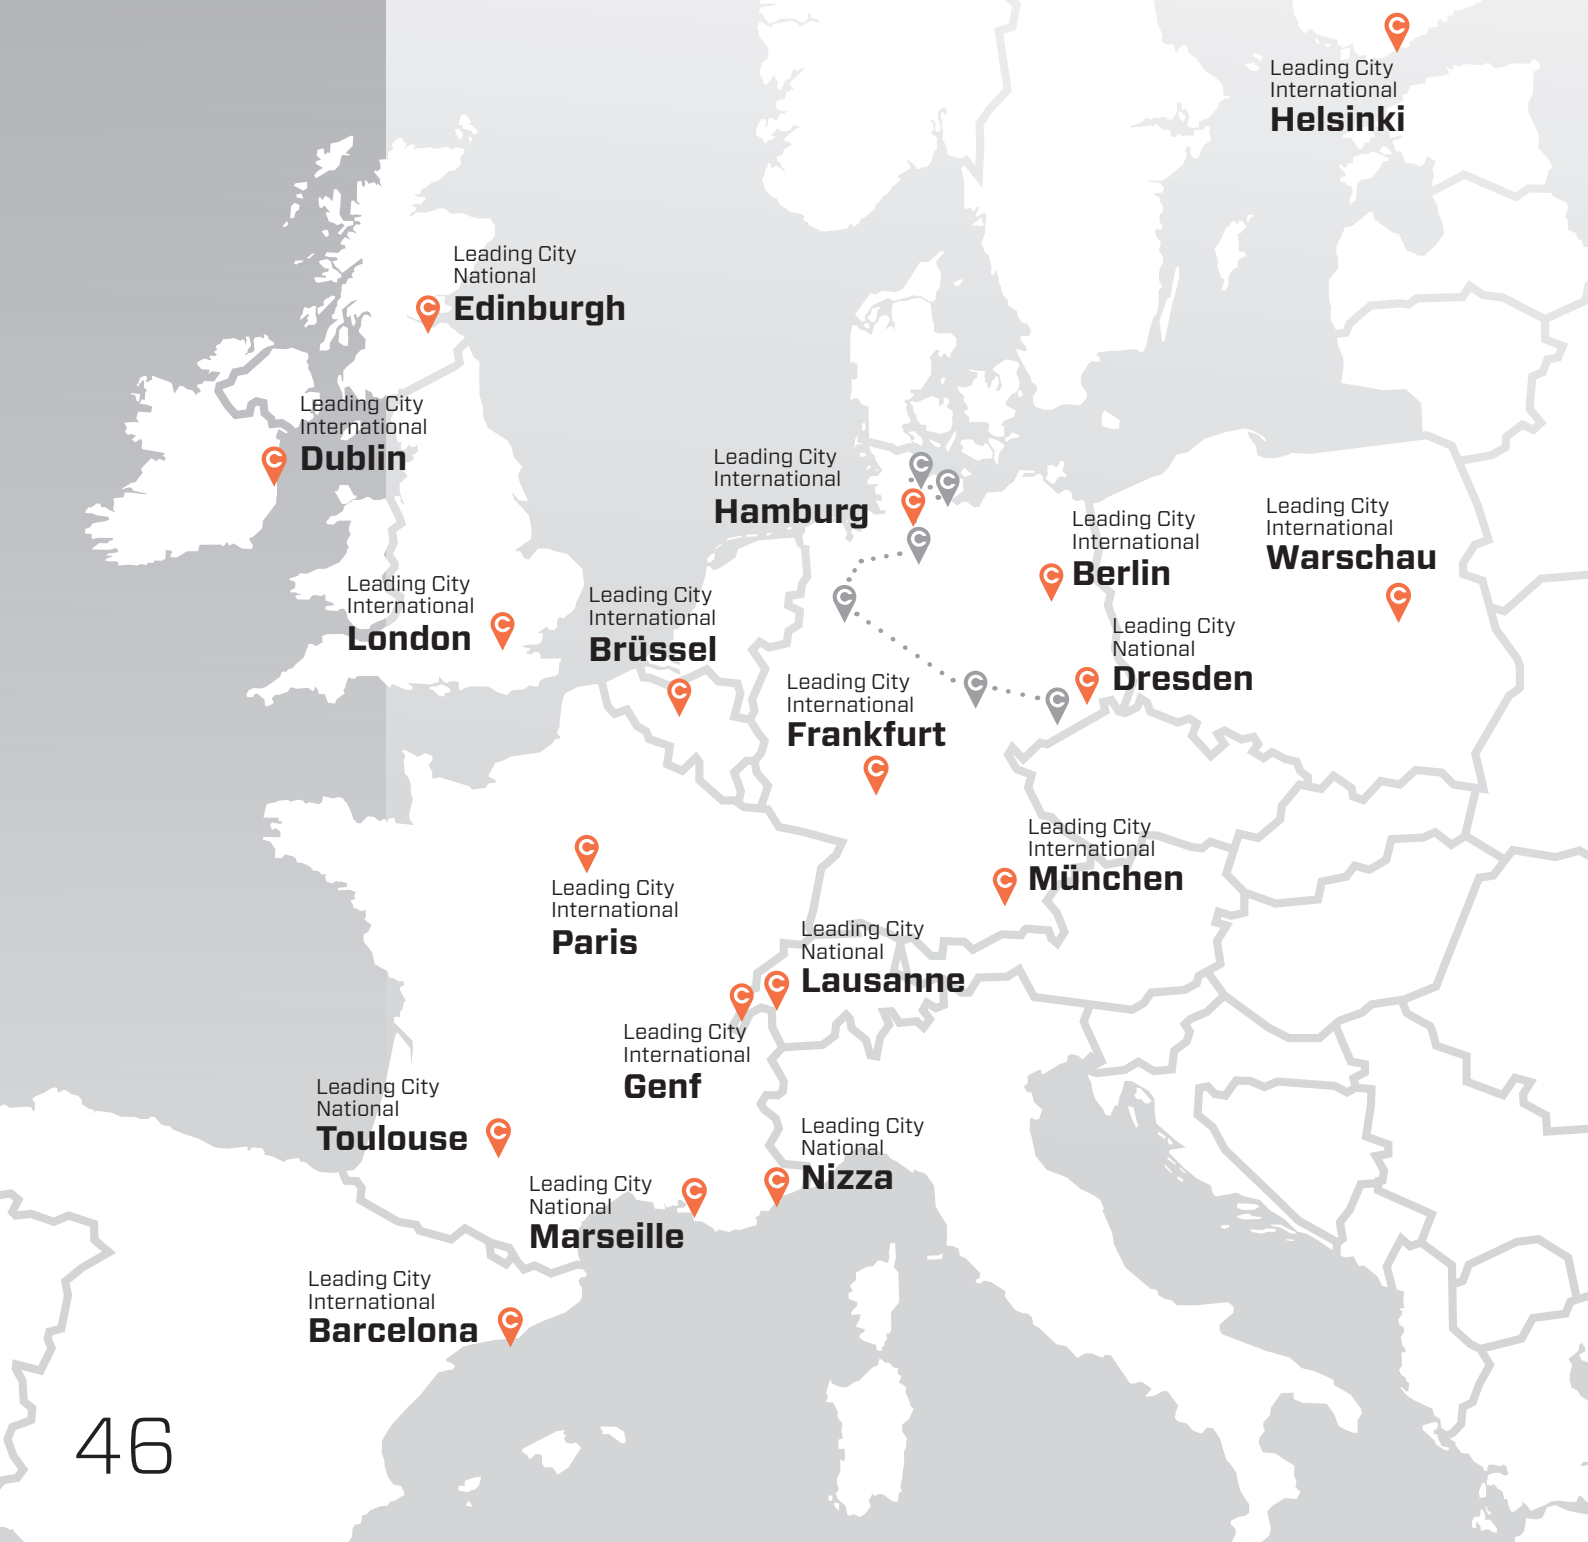 Leading City
International
Helsinki
Leading City
National
Edinburgh
Leading City
International
Dublin
Leading City
International
Hamburg
Leading City
International
Warschau
Leading City
International
Berlin
Leading City
International
London
Leading City
International
Brüssel
Leading City
National
Dresden
Leading City
International
Frankfurt
Leading City
International
München
Leading City
International
Paris
Leading City
National
Lausanne
Leading City
International
Genf
Leading City
National
Toulouse
Leading City
National
Nizza
Leading City
National
Marseille
Leading City
International
Barcelona
46